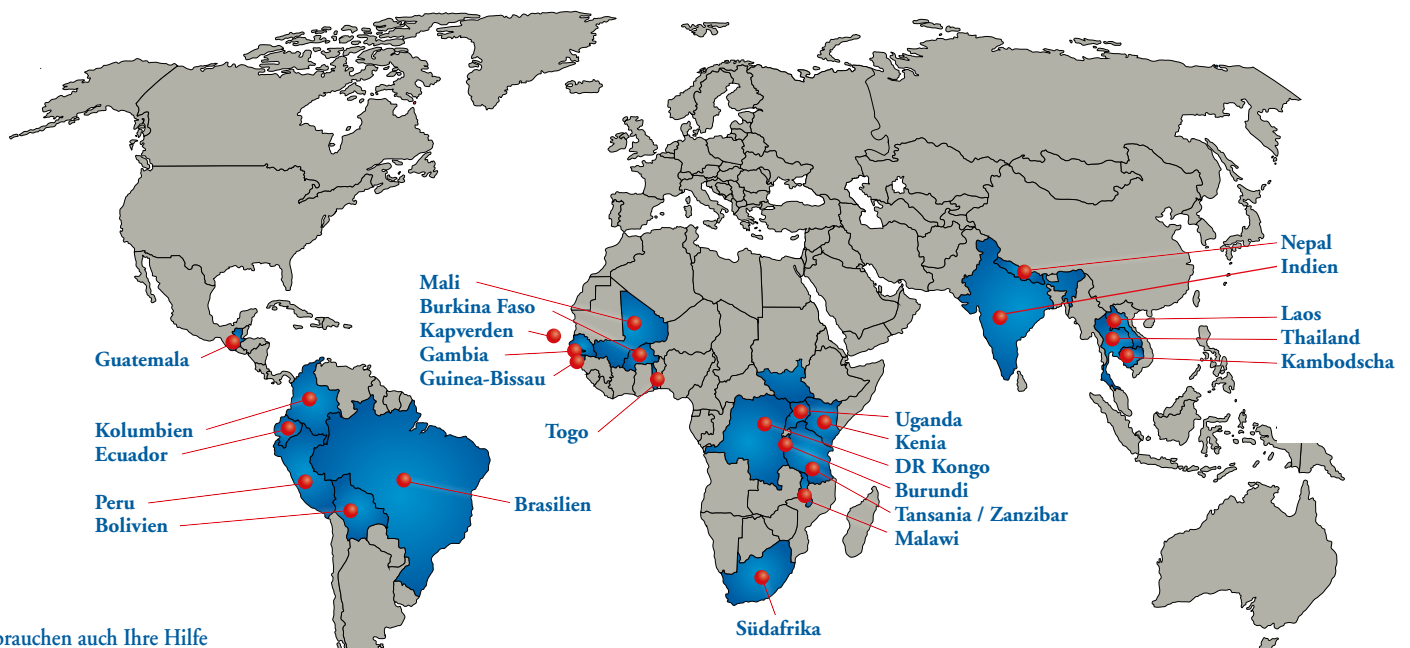 Nepal
Indien
Mali
Burkina Faso
Kapverden
Gambia
Guinea-Bissau
Laos
Thailand
Kambodscha
Guatemala
Kolumbien
Ecuador
Togo
Uganda
Kenia
DR Kongo
Burundi
Tansania / Zanzibar
Malawi
Peru
Bolivien
Brasilien
Südafrika
brauchen auch Ihre Hilfe